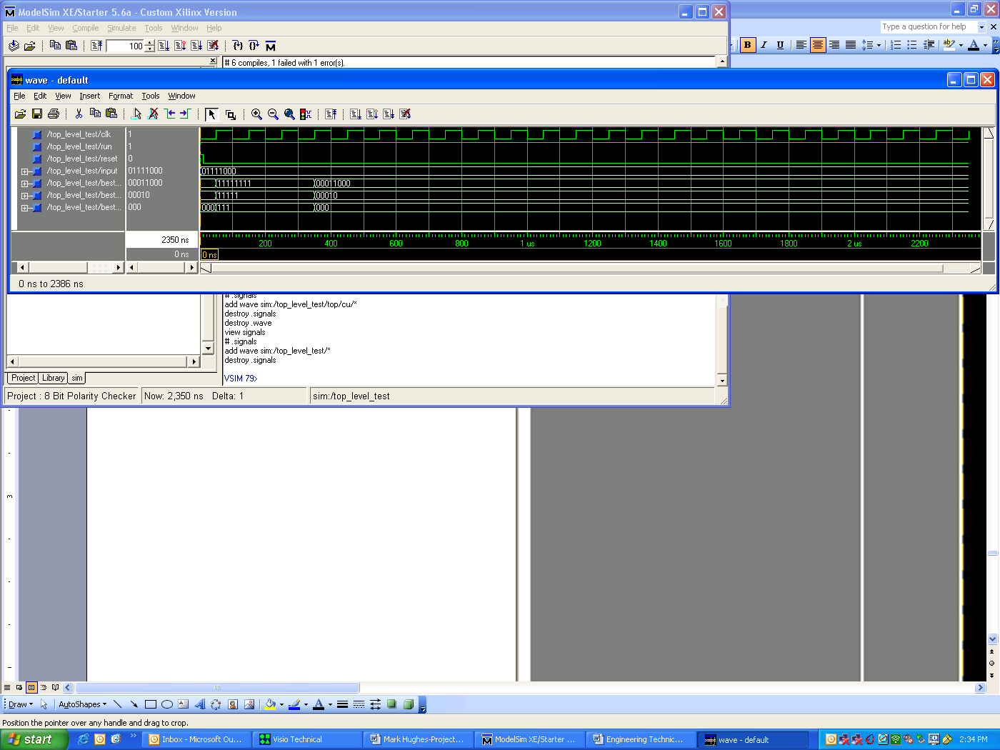 ModelSim XE/Starter 5.6a - Custom Xilinx Version
File Edit View Compile Simulate Tools Window Help
Type a question for help
100
B I U
# 6 compiles, 1 failed with 1 error(s).
wave - default
File Edit View Insert Format Tools Window
/top_level_test/clk 1
/top_level_test/run 1
/top_level_test/reset 0
/top_level_test/input 01111000 01111000
/top_level_test/best... 00011000 11111111 00011000
/top_level_test/best... 00010 11111 00010
/top_level_test/best... 000 000 111 000
2350 ns 200 400 600 800 1 us 1200 1400 1600 1800 2 us 2200
0 ns 0 ns
0 ns to 2386 ns
# .signals
add wave sim:/top_level_test/top/cu/*
destroy .signals
destroy .wave
view signals
# .signals
add wave sim:/top_level_test/*
destroy .signals
VSIM 79>
Project Library sim
Project : 8 Bit Polarity Checker Now: 2,350 ns Delta: 1 sim:/top_level_test
3
Draw AutoShapes
Position the pointer over any handle and drag to crop.
start Inbox - Microsoft Ou... Visio Technical Mark Hughes-Project... ModelSim XE/Starter ... Engineering Technic... wave - default 2:34 PM